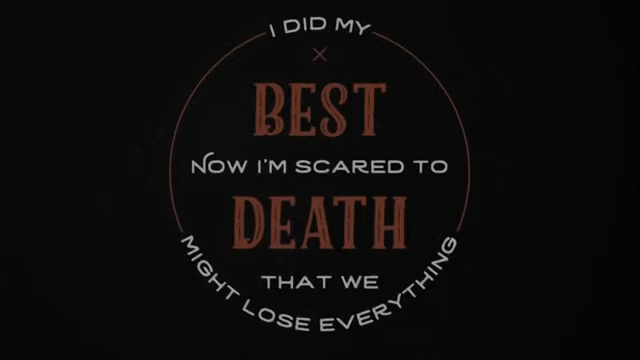 I DID MY
BEST
NOW I'M SCARED TO
DEATH
THAT WE
MIGHT LOSE EVERYTHING